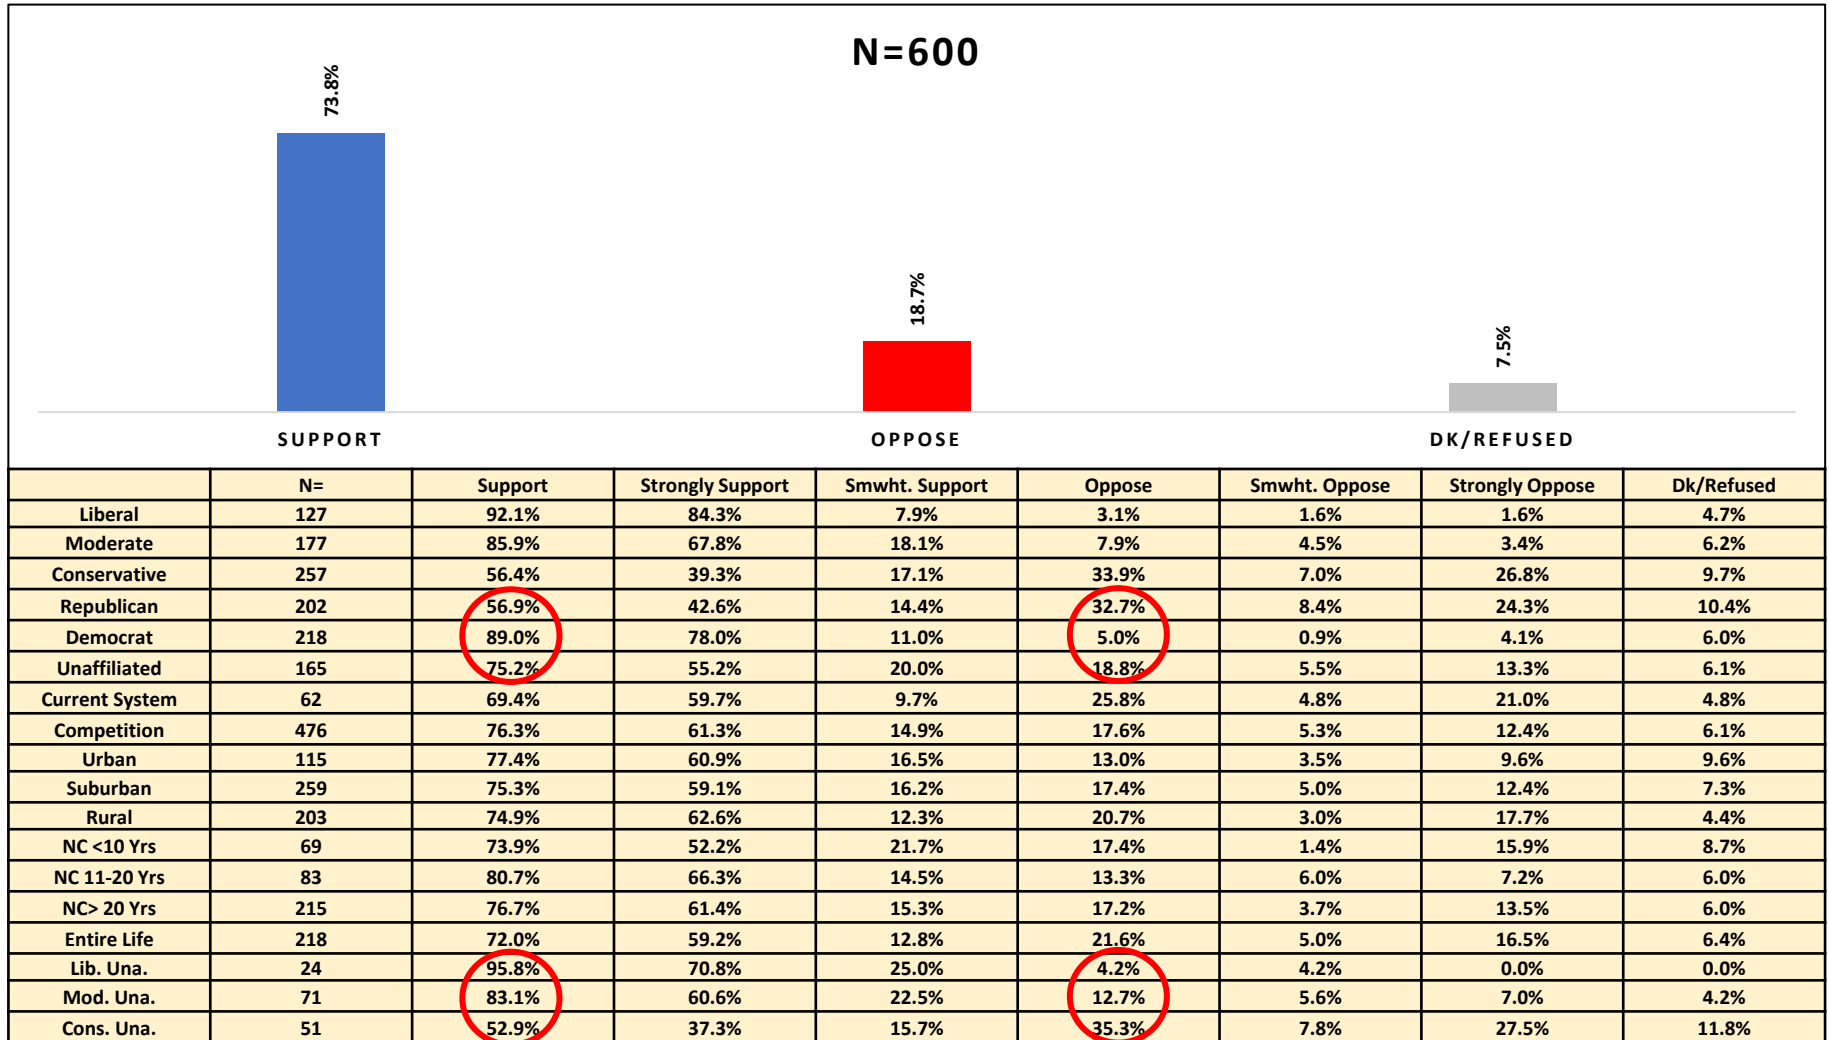 N=600
73.8%
18.7%
7.5%
SUPPORT OPPOSE DK/REFUSED
N= Support Strongly Support Smwht. Support Oppose Smwht. Oppose Strongly Oppose Dk/Refused
Liberal 127 92.1% 84.3% 7.9% 3.1% 1.6% 1.6% 4.7%
Moderate 177 85.9% 67.8% 18.1% 7.9% 4.5% 3.4% 6.2%
Conservative 257 56.4% 39.3% 17.1% 33.9% 7.0% 26.8% 9.7%
Republican 202 56.9% 42.6% 14.4% 32.7% 8.4% 24.3% 10.4%
Democrat 218 89.0% 78.0% 11.0% 5.0% 0.9% 4.1% 6.0%
Unaffiliated 165 75.2% 55.2% 20.0% 18.8% 5.5% 13.3% 6.1%
Current System 62 69.4% 59.7% 9.7% 25.8% 4.8% 21.0% 4.8%
Competition 476 76.3% 61.3% 14.9% 17.6% 5.3% 12.4% 6.1%
Urban 115 77.4% 60.9% 16.5% 13.0% 3.5% 9.6% 9.6%
Suburban 259 75.3% 59.1% 16.2% 17.4% 5.0% 12.4% 7.3%
Rural 203 74.9% 62.6% 12.3% 20.7% 3.0% 17.7% 4.4%
NC <10 Yrs 69 73.9% 52.2% 21.7% 17.4% 1.4% 15.9% 8.7%
NC 11-20 Yrs 83 80.7% 66.3% 14.5% 13.3% 6.0% 7.2% 6.0%
NC> 20 Yrs 215 76.7% 61.4% 15.3% 17.2% 3.7% 13.5% 6.0%
Entire Life 218 72.0% 59.2% 12.8% 21.6% 5.0% 16.5% 6.4%
Lib. Una. 24 95.8% 70.8% 25.0% 4.2% 4.2% 0.0% 0.0%
Mod. Una. 71 83.1% 60.6% 22.5% 12.7% 5.6% 7.0% 4.2%
Cons. Una. 51 52.9% 37.3% 15.7% 35.3% 7.8% 27.5% 11.8%